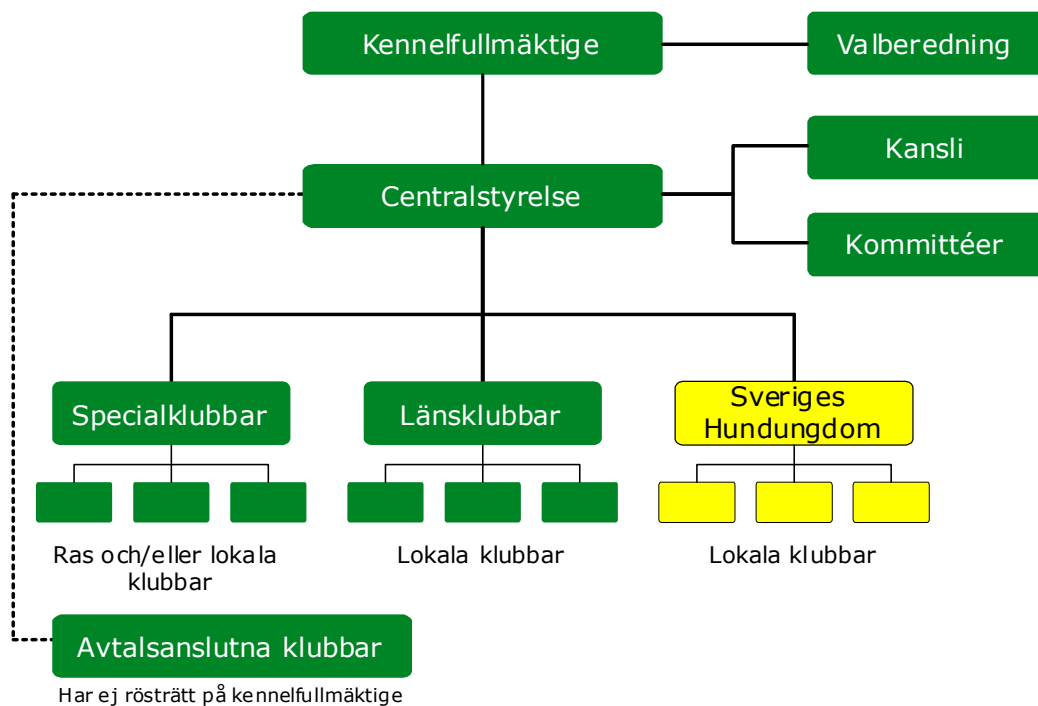 Kennelfullmäktige
Valberedning
Kansli
Centralstyrelse
Kommittéer
Specialklubbar
Länsklubbar
Sveriges
Hundungdom
Ras och/eller lokala
klubbar
Lokala klubbar
Lokala klubbar
Avtalsanslutna klubbar
Har ej rösträtt på kennelfullmäktige